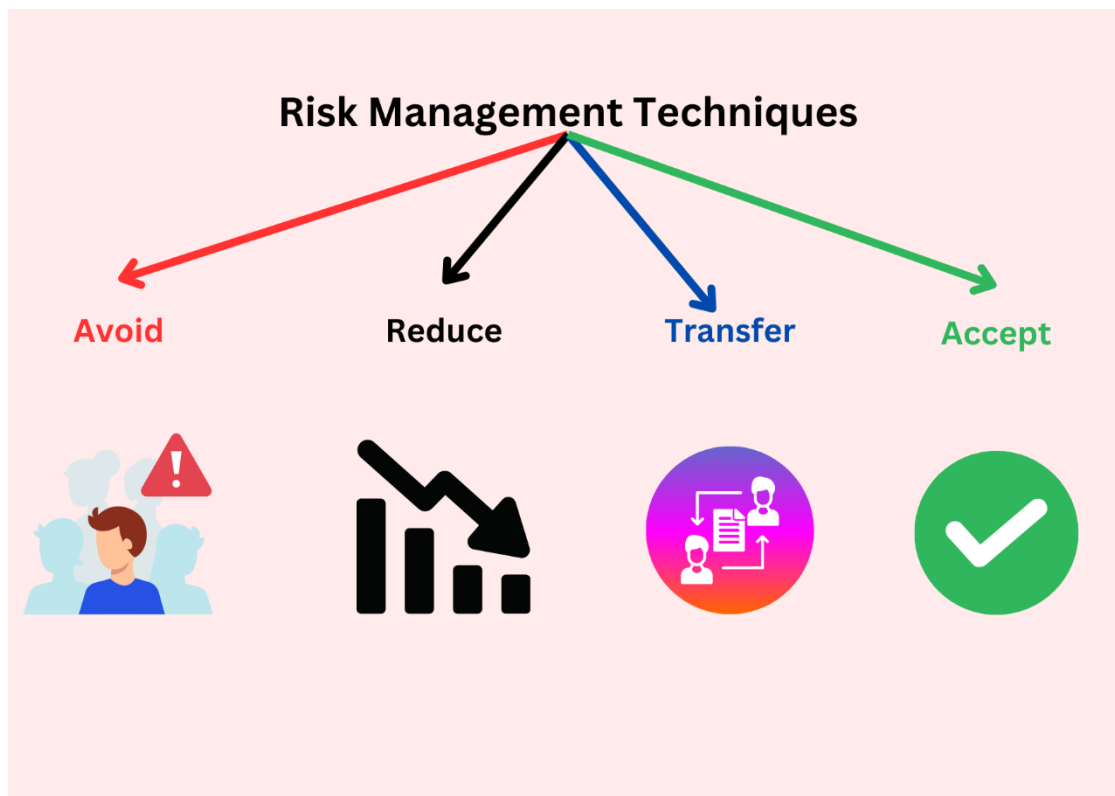 Risk Management Techniques
Avoid
Reduce
Transfer
Accept